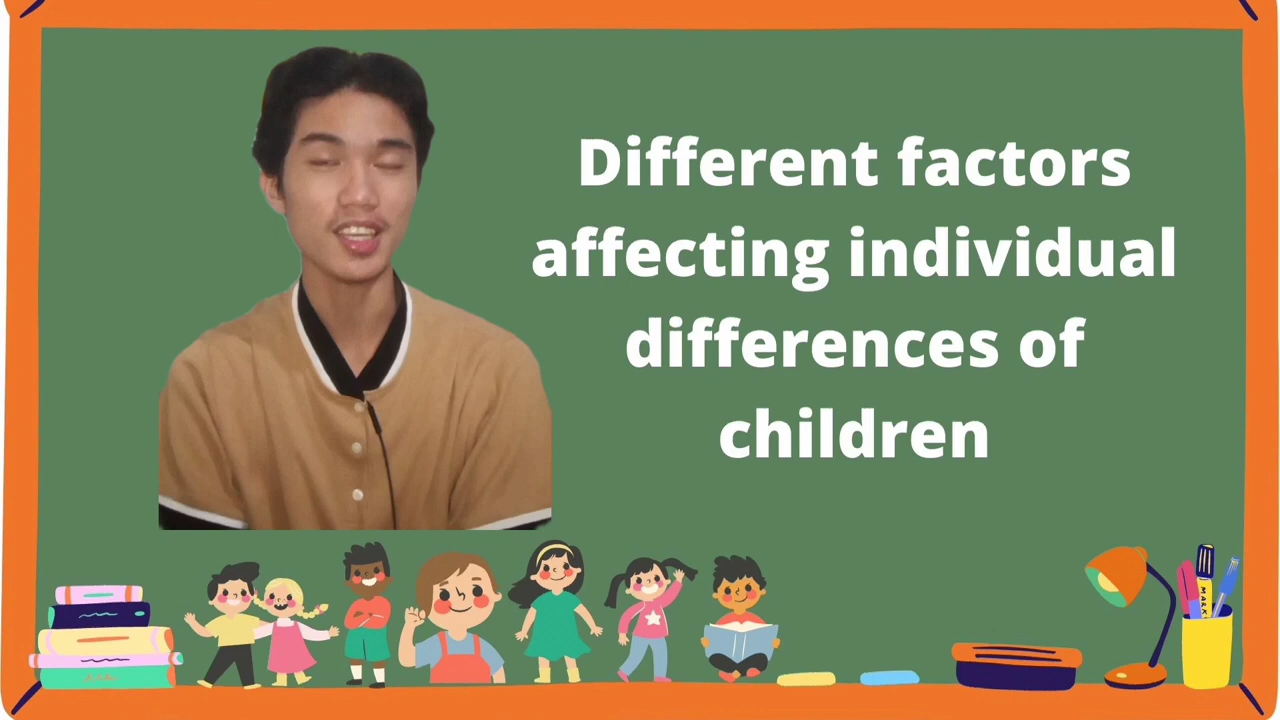 Different factors
affecting individual
differences of
children